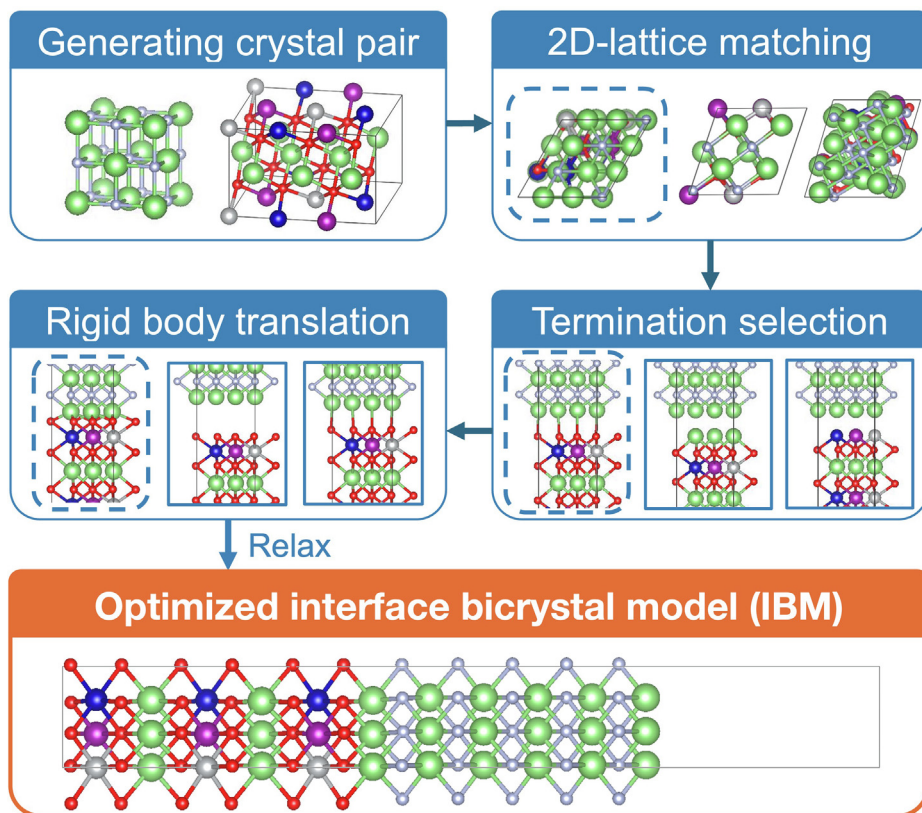 Generating crystal pair
2D-lattice matching
Rigid body translation
Termination selection
Relax
Optimized interface bicrystal model (IBM)